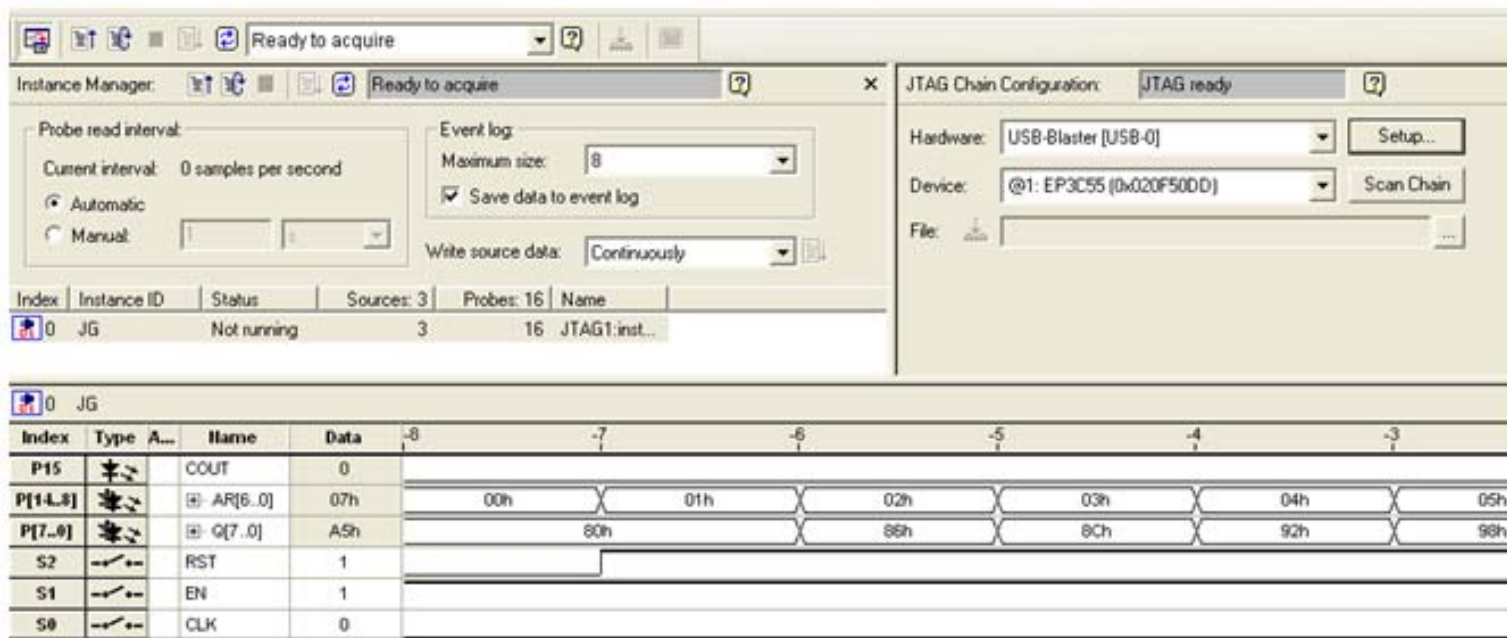 Ready to acquire
Instance Manager: Ready to acquire
Probe read interval:
Current interval: 0 samples per second
Automatic
Manual: 1 s
Event log:
Maximum size: 8
Save data to event log
Write source data: Continuously
Index Instance ID Status Sources: 3 Probes: 16 Name
0 JG Not running 3 16 JTAG1:inst...
JTAG Chain Configuration: JTAG ready
Hardware: USB-Blaster [USB-0] Setup...
Device: @1: EP3C55 (0x020F50DD) Scan Chain
File: ...
0 JG
Index Type A... Name Data -8 -7 -6 -5 -4 -3
P15 COUT 0
P[14..8] AR[6..0] 07h 00h 01h 02h 03h 04h 05h
P[7..0] Q[7..0] A5h 80h 86h 8Ch 92h 98h
S2 RST 1
S1 EN 1
S0 CLK 0